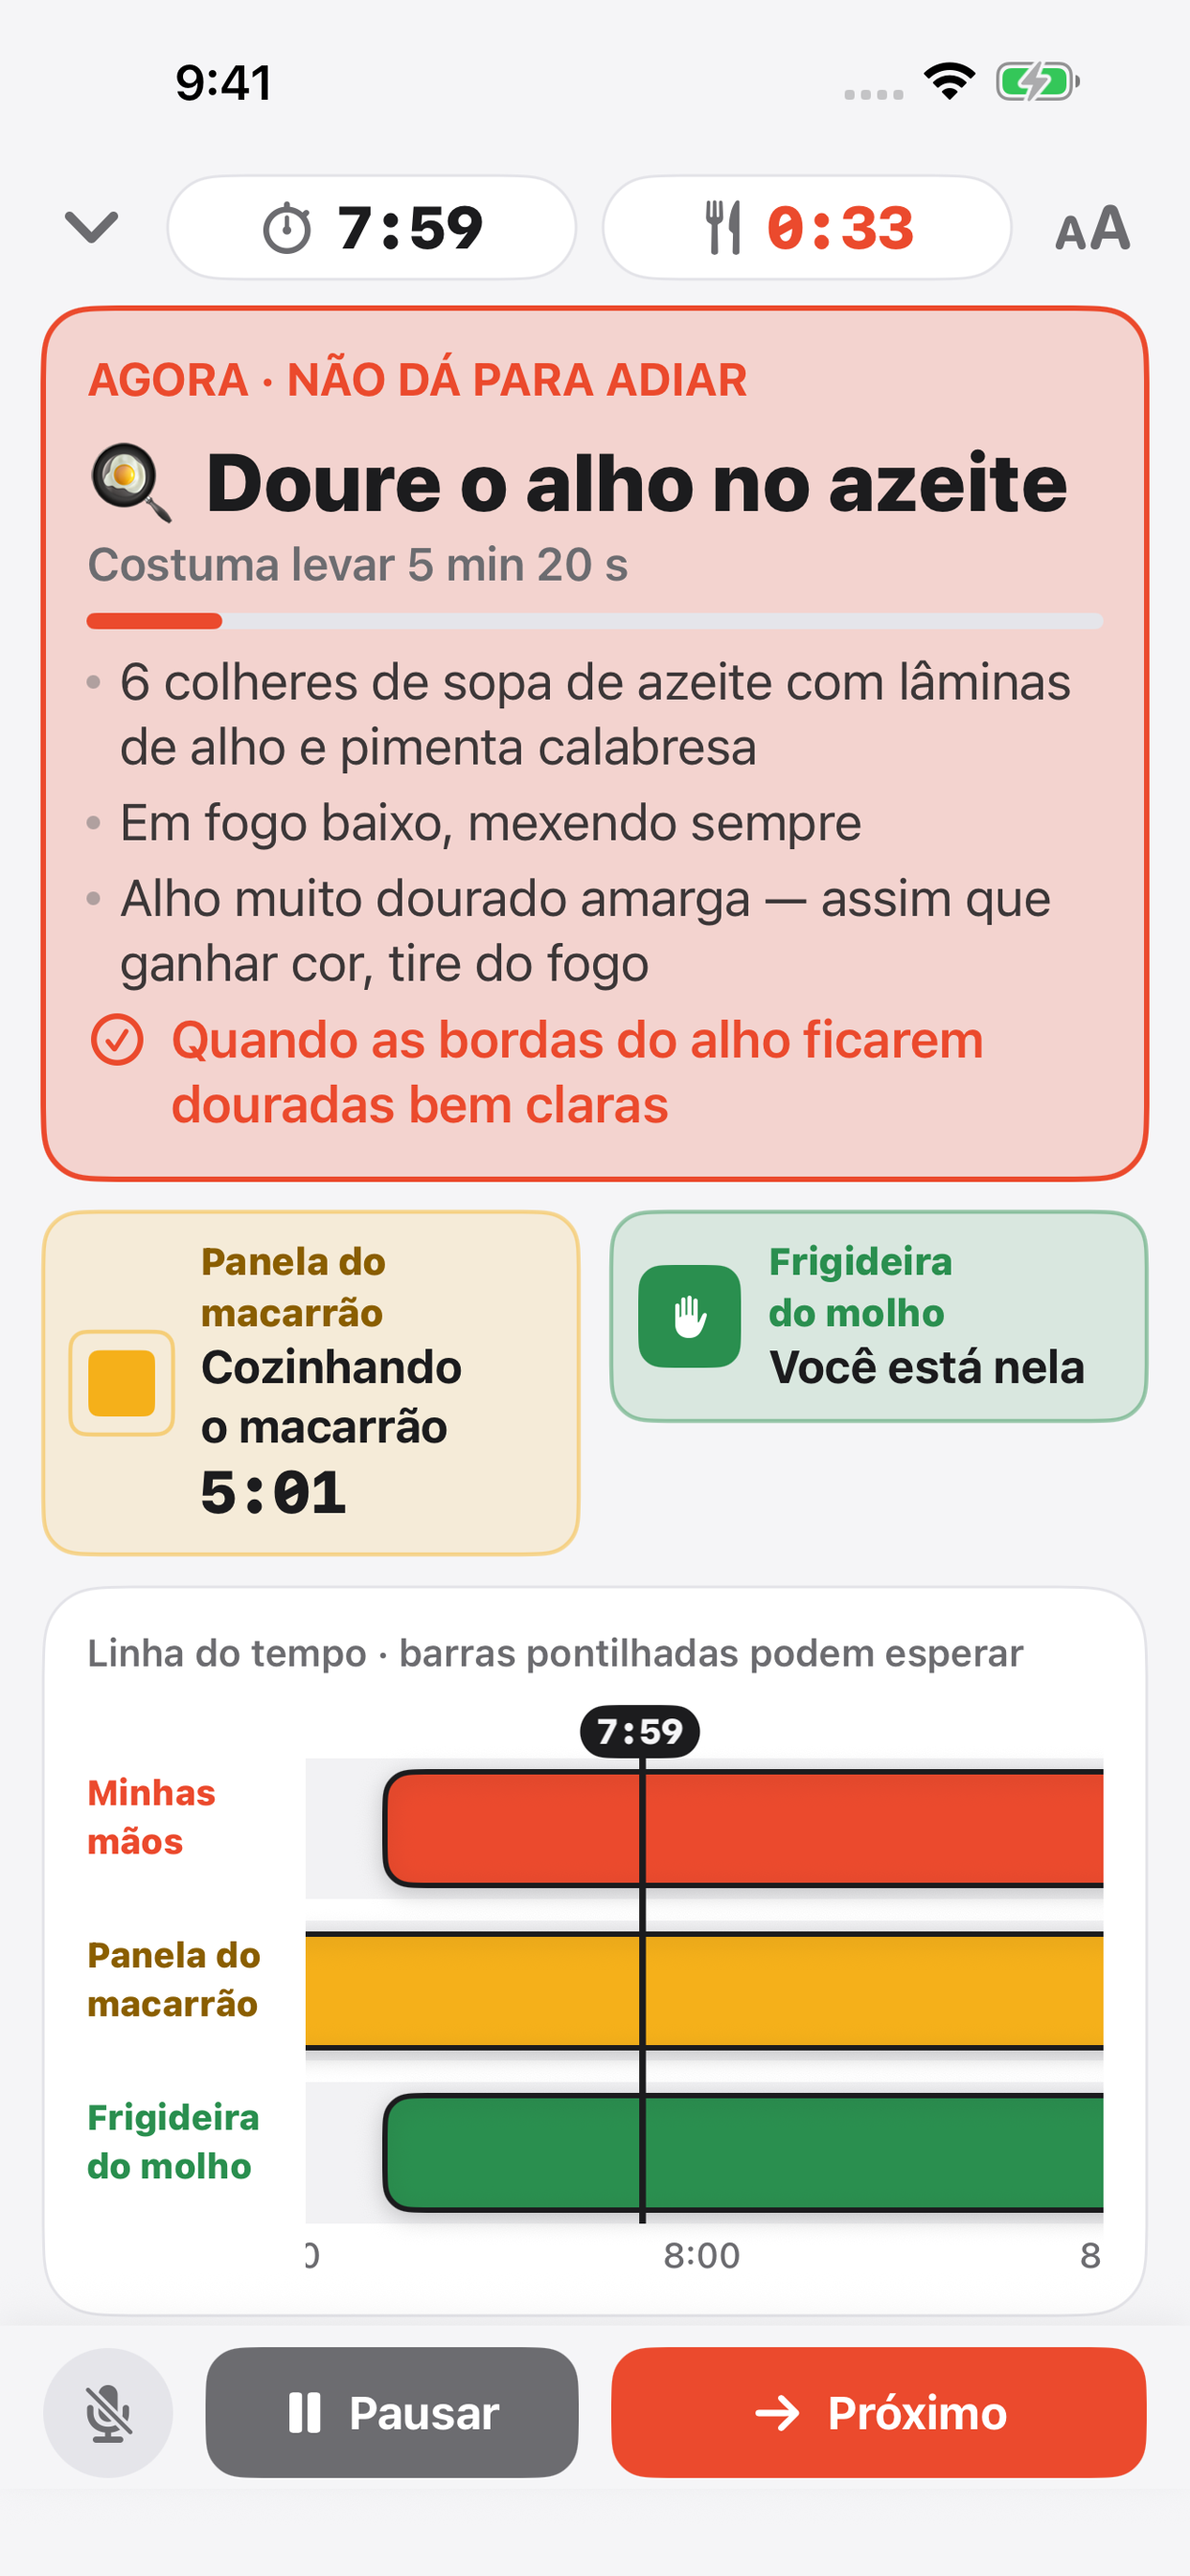 9:41
7:59
0:33
AA
AGORA · NÃO DÁ PARA ADIAR
Doure o alho no azeite
Costuma levar 5 min 20 s
• 6 colheres de sopa de azeite com lâminas
de alho e pimenta calabresa
• Em fogo baixo, mexendo sempre
• Alho muito dourado amarga — assim que
ganhar cor, tire do fogo
Quando as bordas do alho ficarem
douradas bem claras
Panela do
macarrão
Cozinhando
o macarrão
5:01
Frigideira
do molho
Você está nela
Linha do tempo · barras pontilhadas podem esperar
7:59
Minhas
mãos
Panela do
macarrão
Frigideira
do molho
0
8:00
8
Pausar
Próximo